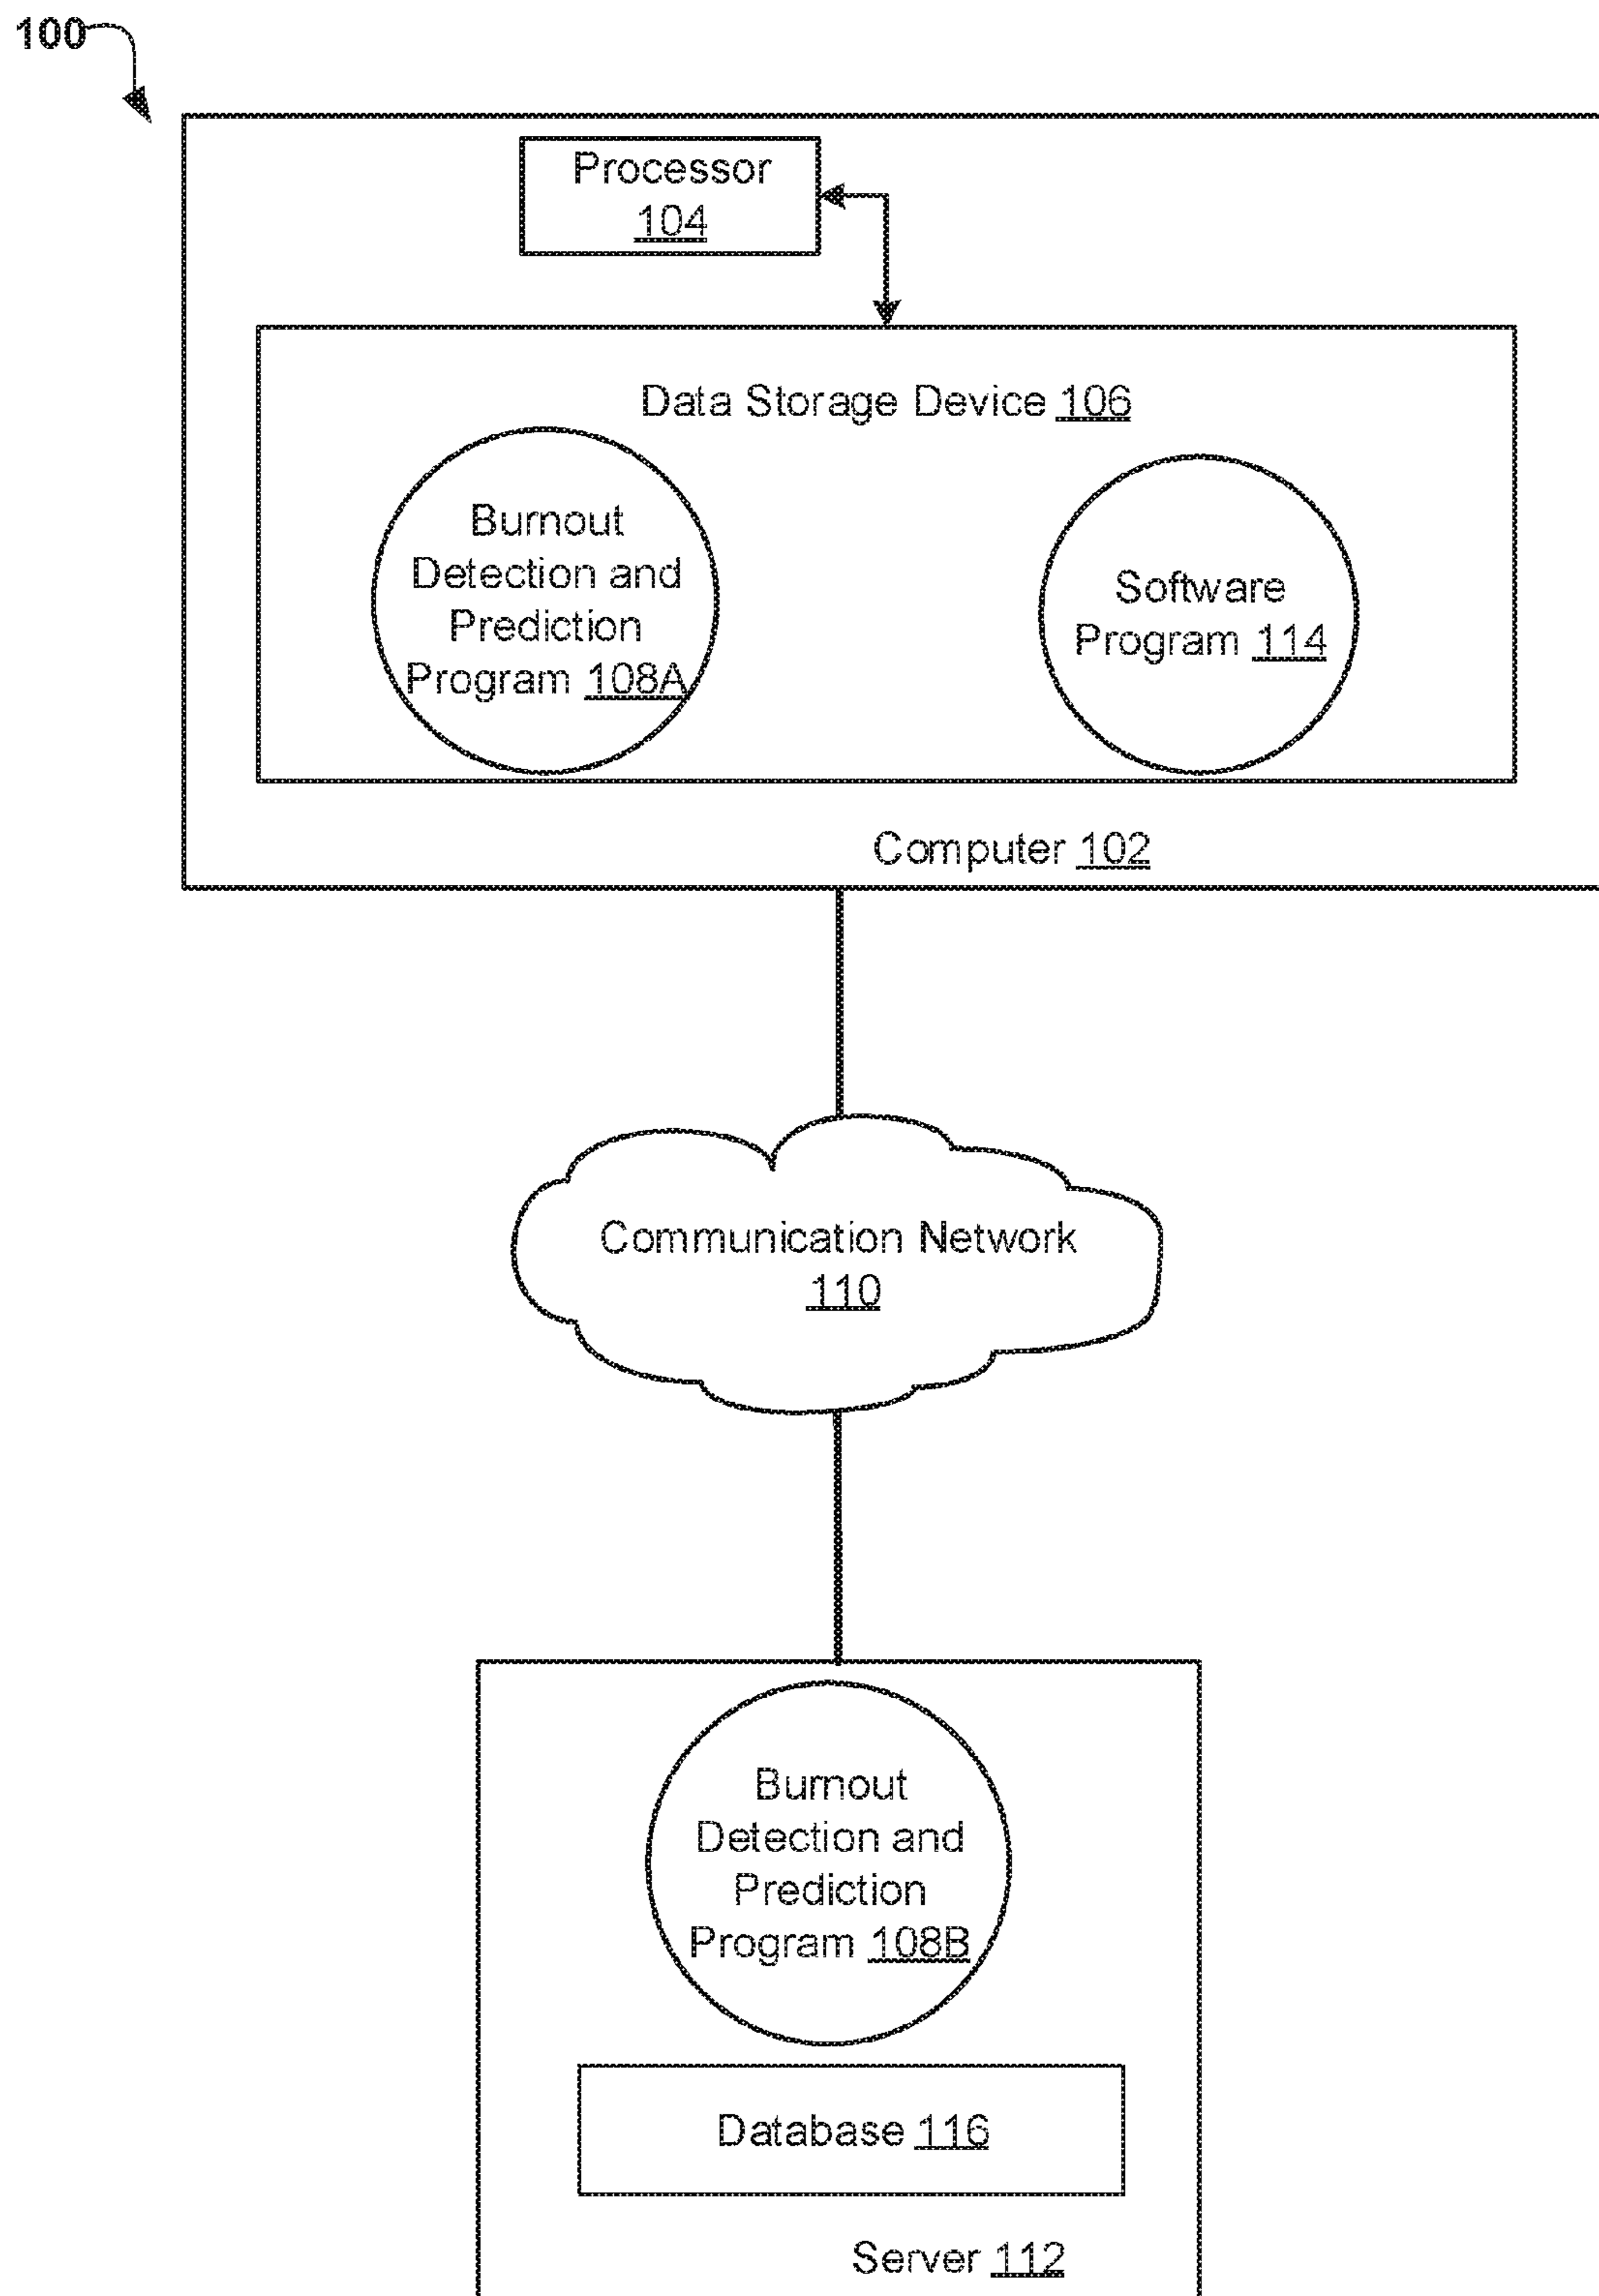 100
Processor
104
Data Storage Device 106
Burnout
Detection and
Prediction
Program 108A
Software
Program 114
Computer 102
Communication Network
110
Burnout
Detection and
Prediction
Program 108B
Database 116
Server 112